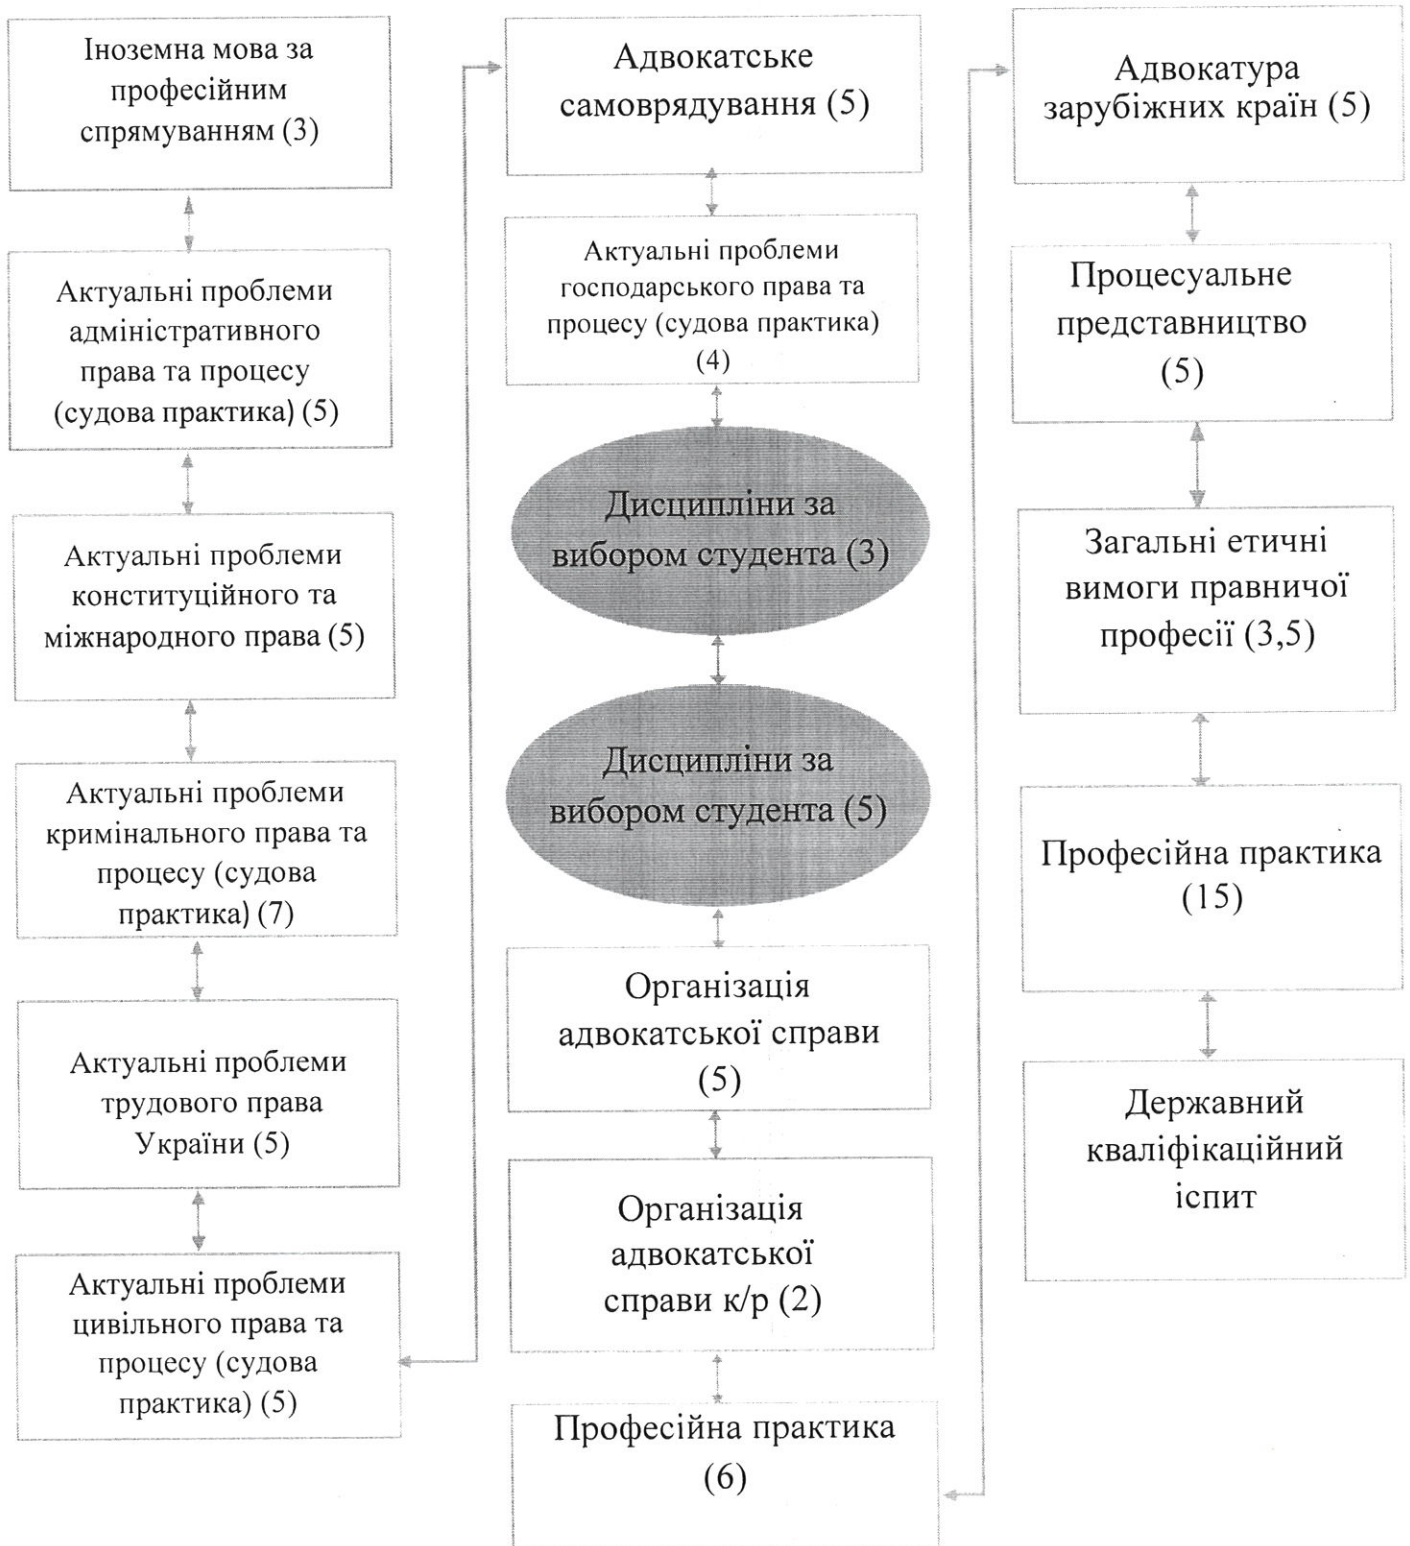 Іноземна мова за
професійним
спрямуванням (3)
Актуальні проблеми
адміністративного
права та процесу
(судова практика) (5)
Актуальні проблеми
конституційного та
міжнародного права (5)
Актуальні проблеми
кримінального права та
процесу (судова
практика) (7)
Актуальні проблеми
трудового права
України (5)
Актуальні проблеми
цивільного права та
процесу (судова
практика) (5)
Адвокатське
самоврядування (5)
Актуальні проблеми
господарського права та
процесу (судова практика)
(4)
Дисципліни за
вибором студента (3)
Дисципліни за
вибором студента (5)
Організація
адвокатської справи
(5)
Організація
адвокатської
справи к/р (2)
Професійна практика
(6)
Адвокатура
зарубіжних країн (5)
Процесуальне
представництво
(5)
Загальні етичні
вимоги правничої
професії (3,5)
Професійна практика
(15)
Державний
кваліфікаційний
іспит